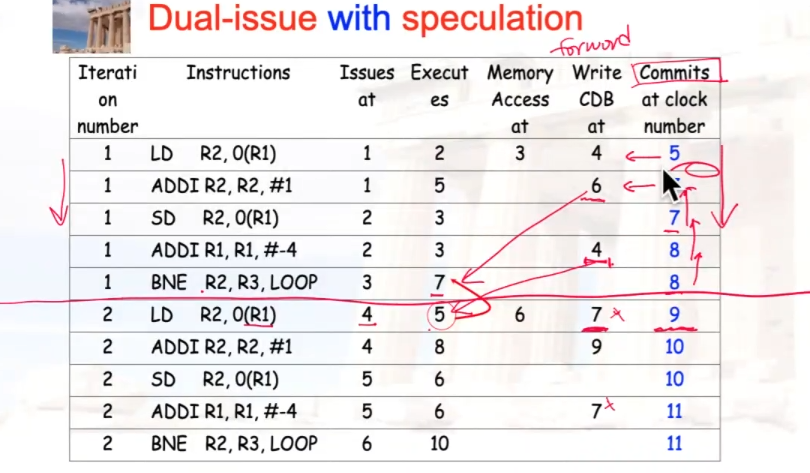 Dual-issue with speculation
forword
Iterati on number Instructions Issues at Execut es Memory Access at Write CDB at Commits at clock number
1 LD R2, 0(R1) 1 2 3 4 5
1 ADDI R2, R2, #1 1 5 6
1 SD R2, 0(R1) 2 3 7
1 ADDI R1, R1, #-4 2 3 4 8
1 BNE R2, R3, LOOP 3 7 8
2 LD R2, 0(R1) 4 5 6 7 9
2 ADDI R2, R2, #1 4 8 9 10
2 SD R2, 0(R1) 5 6 10
2 ADDI R1, R1, #-4 5 6 7 11
2 BNE R2, R3, LOOP 6 10 11